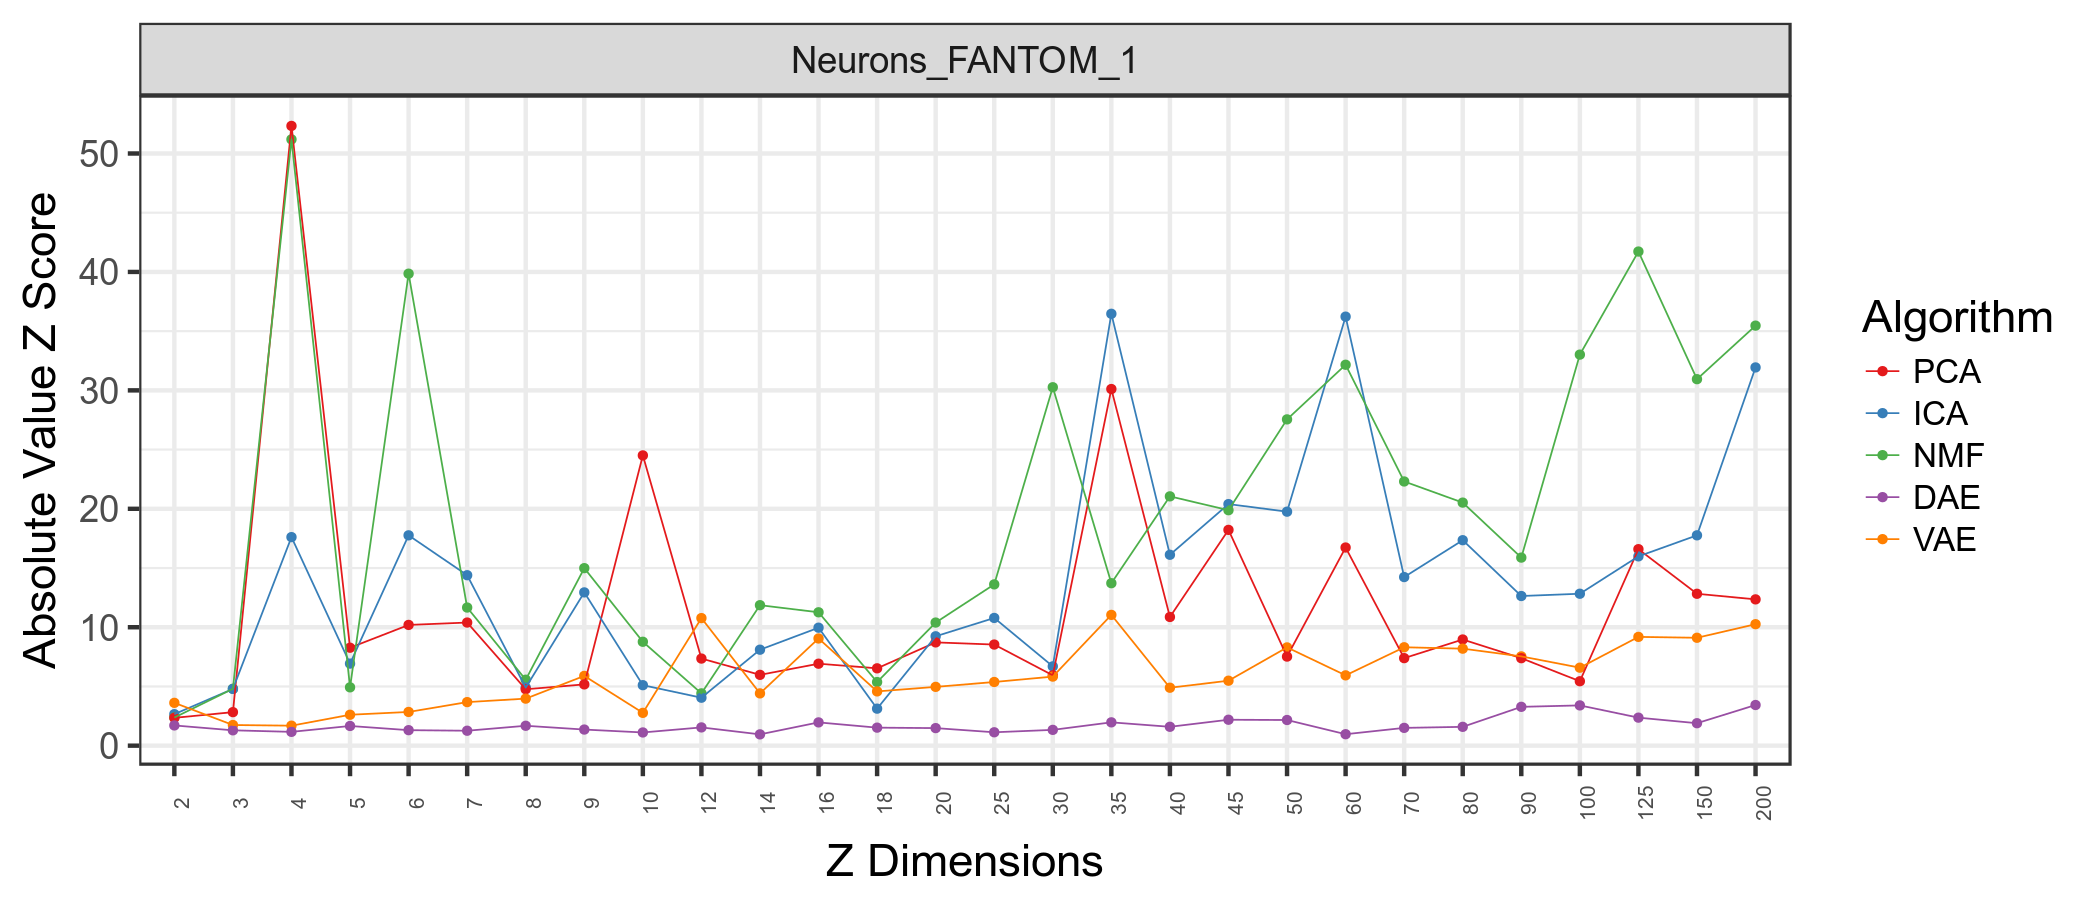 Neurons_FANTOM_1
Absolute Value Z Score
50
40
30
20
10
0
2 3 4 5 6 7 8 9 10 12 14 16 18 20 25 30 35 40 45 50 60 70 80 90 100 125 150 200
Z Dimensions
Algorithm
PCA
ICA
NMF
DAE
VAE